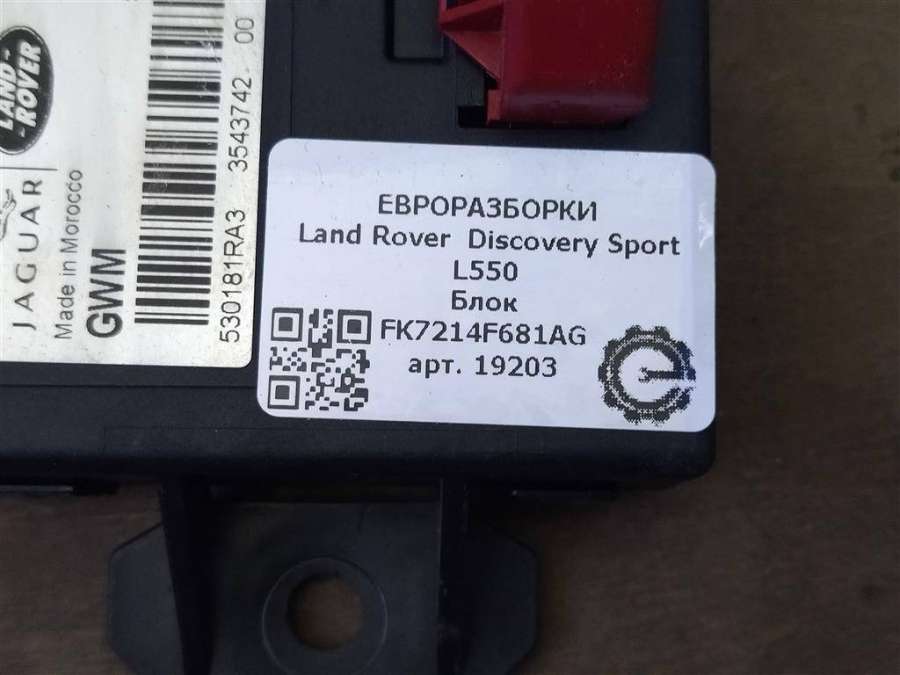 LAND-
-ROVER
JAGUAR
Made in Morocco
GWM
530181RA3 3543742 00
ЕВРОРАЗБОРКИ
Land Rover Discovery Sport
L550
Блок
FK7214F681AG
арт. 19203